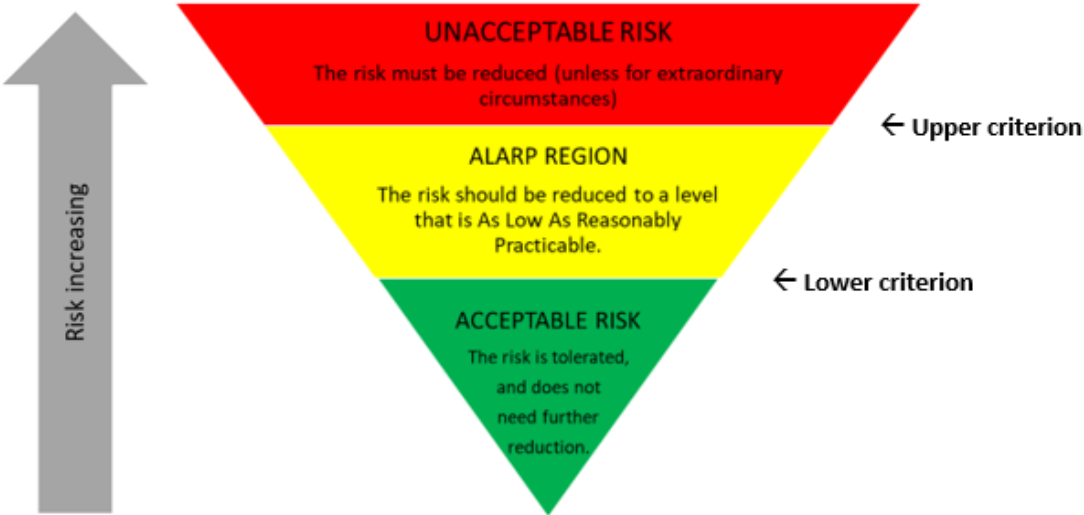 UNACCEPTABLE RISK
The risk must be reduced (unless for extraordinary
circumstances)
← Upper criterion
ALARP REGION
The risk should be reduced to a level
that is As Low As Reasonably
Practicable.
← Lower criterion
Risk increasing
ACCEPTABLE RISK
The risk is tolerated,
and does not
need further
reduction.